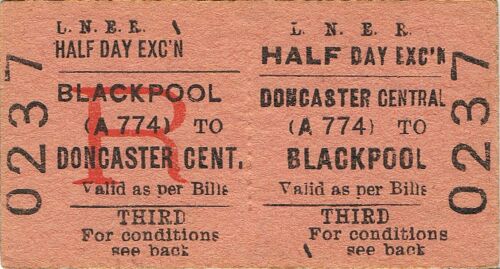 L. N. E. R.
HALF DAY EXC'N
BLACKPOOL
(A 774) TO
DONCASTER CENT.
Valid as per Bills
THIRD
For conditions
see back
0237
R
L. N. E. R.
HALF DAY EXC'N
DONCASTER CENTRAL
(A 774) TO
BLACKPOOL
Valid as per Bills
THIRD
For conditions
see back
0237